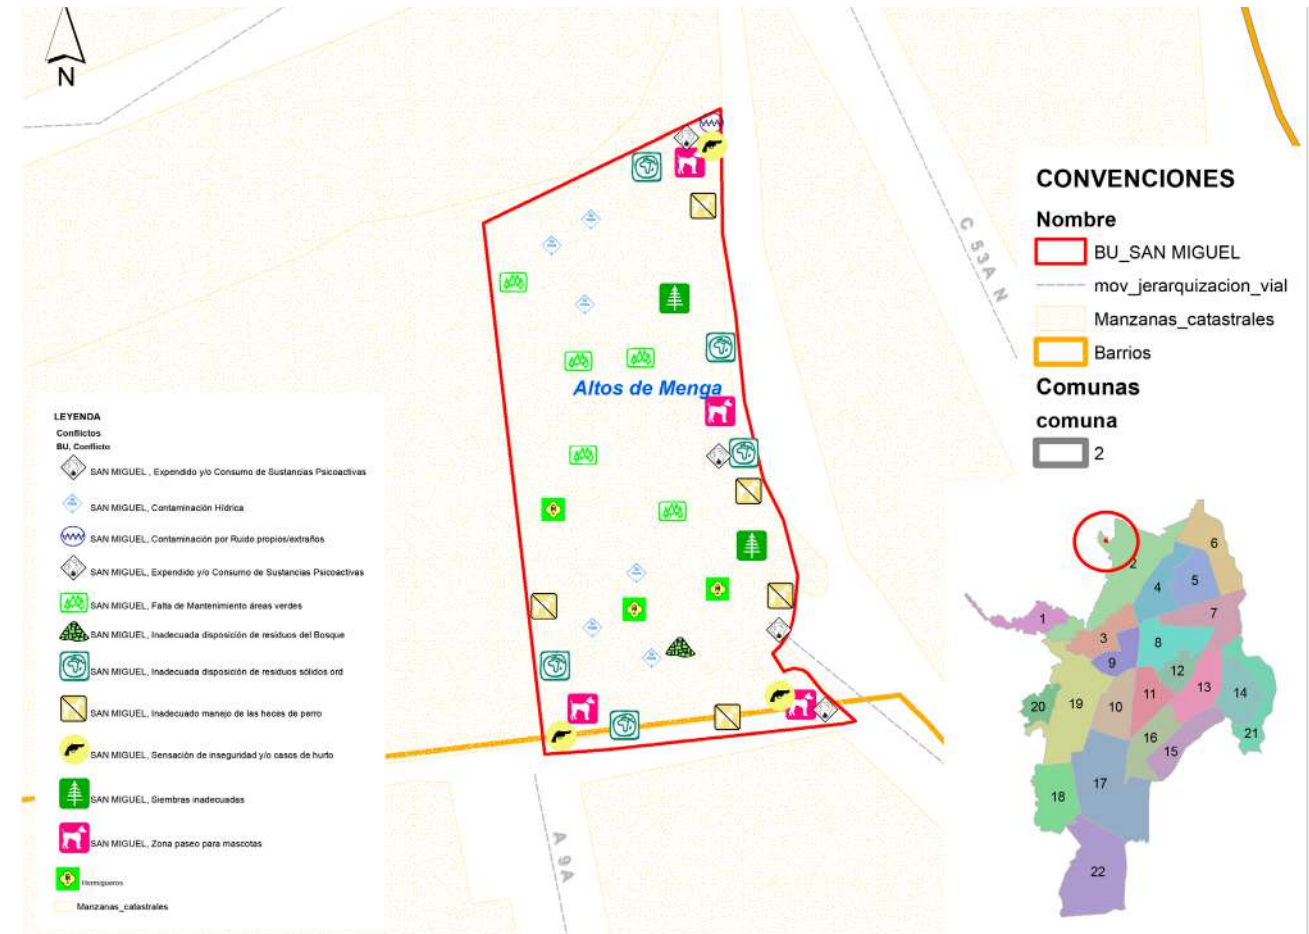 N
C 53A N
Altos de Menga
A 9A
CONVENCIONES
Nombre
BU_SAN MIGUEL
mov_jerarquizacion_vial
Manzanas_catastrales
Barrios
Comunas
comuna
2
LEYENDA
Conflictos
BU, Conflicto
SAN MIGUEL , Expendido y/o Consumo de Sustancias Psicoactivas
SAN MIGUEL, Contaminación Hídrica
SAN MIGUEL, Contaminación por Ruido propios/extraños
SAN MIGUEL, Expendido y/o Consumo de Sustancias Psicoactivas
SAN MIGUEL, Falta de Mantenimiento áreas verdes
SAN MIGUEL, Inadecuada disposición de residuos del Bosque
SAN MIGUEL, Inadecuada disposición de residuos sólidos ord
SAN MIGUEL, Inadecuado manejo de las heces de perro
SAN MIGUEL, Sensación de inseguridad y/o casos de hurto
SAN MIGUEL, Siembras inadecuadas
SAN MIGUEL, Zona paseo para mascotas
Hormigueros
Manzanas_catastrales
6
2
5
4
1
7
3
8
9
12
13
14
11
10
19
20
21
16
15
17
18
22